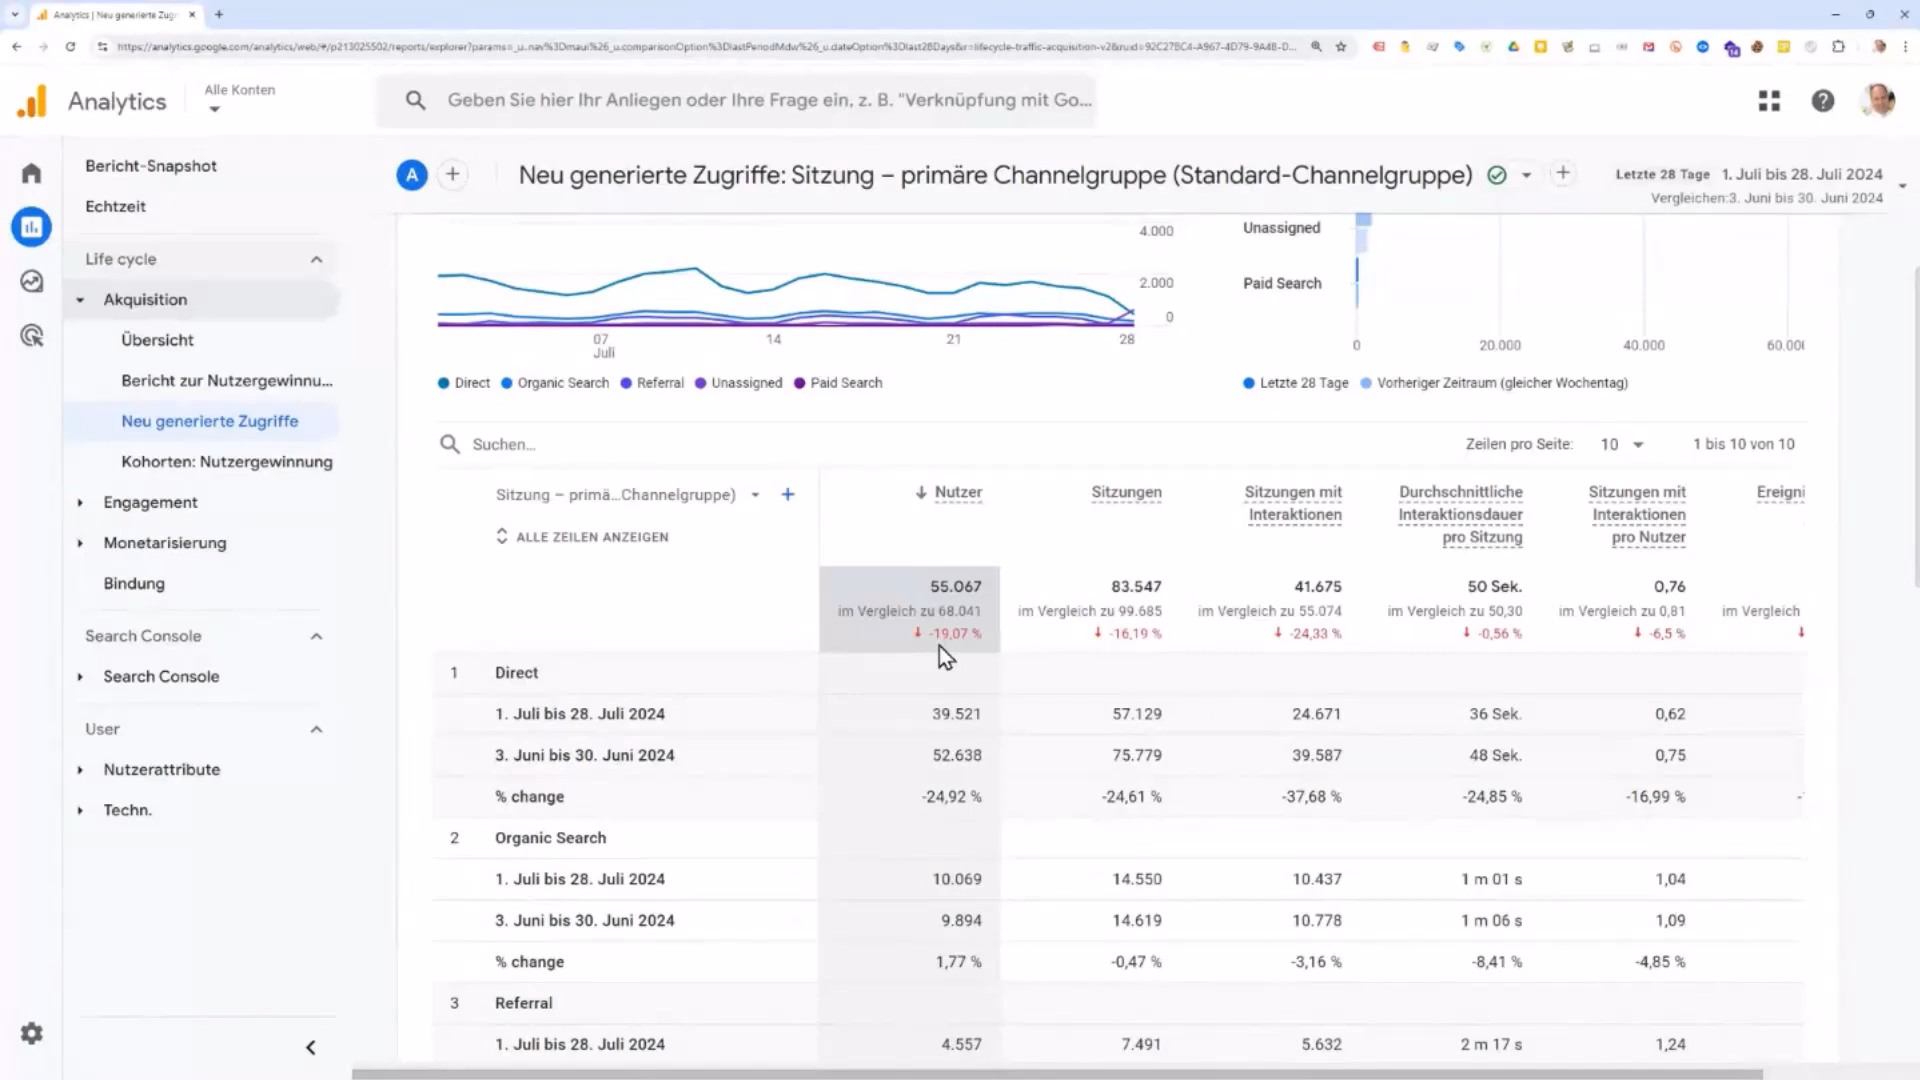 Analytics | Neu generierte Zugr
Analytics
Alle Konten
Geben Sie hier Ihr Anliegen oder Ihre Frage ein, z. B. "Verknüpfung mit Go...
Bericht-Snapshot
Echtzeit
Life cycle
Akquisition
Übersicht
Bericht zur Nutzergewinnu...
Neu generierte Zugriffe
Kohorten: Nutzergewinnung
Engagement
Monetarisierung
Bindung
Search Console
Search Console
User
Nutzerattribute
Techn.
A
Neu generierte Zugriffe: Sitzung – primäre Channelgruppe (Standard-Channelgruppe)
Letzte 28 Tage 1. Juli bis 28. Juli 2024
Vergleichen:3. Juni bis 30. Juni 2024
4.000
2.000
0
07 14 21 28
Juli
Direct Organic Search Referral Unassigned Paid Search
Unassigned
Paid Search
0 20.000 40.000
Letzte 28 Tage Vorheriger Zeitraum (gleicher Wochentag)
Suchen...
Zeilen pro Seite: 10 1 bis 10 von 10
Sitzung – primä...Channelgruppe)
ALLE ZEILEN ANZEIGEN
Nutzer
Sitzungen
Sitzungen mit
Interaktionen
Durchschnittliche
Interaktionsdauer
pro Sitzung
Sitzungen mit
Interaktionen
pro Nutzer
Ereigni
55.067 83.547 41.675 50 Sek. 0,76
im Vergleich zu 68.041 im Vergleich zu 99.685 im Vergleich zu 55.074 im Vergleich zu 50,30 im Vergleich zu 0,81 im Vergleich
-19,07 % -16,19 % -24,33 % -0,56 % -6,5 %
1 Direct
1. Juli bis 28. Juli 2024 39.521 57.129 24.671 36 Sek. 0,62
3. Juni bis 30. Juni 2024 52.638 75.779 39.587 48 Sek. 0,75
% change -24,92 % -24,61 % -37,68 % -24,85 % -16,99 % -
2 Organic Search
1. Juli bis 28. Juli 2024 10.069 14.550 10.437 1 m 01 s 1,04
3. Juni bis 30. Juni 2024 9.894 14.619 10.778 1 m 06 s 1,09
% change 1,77 % -0,47 % -3,16 % -8,41 % -4,85 %
3 Referral
1. Juli bis 28. Juli 2024 4.557 7.491 5.632 2 m 17 s 1,24